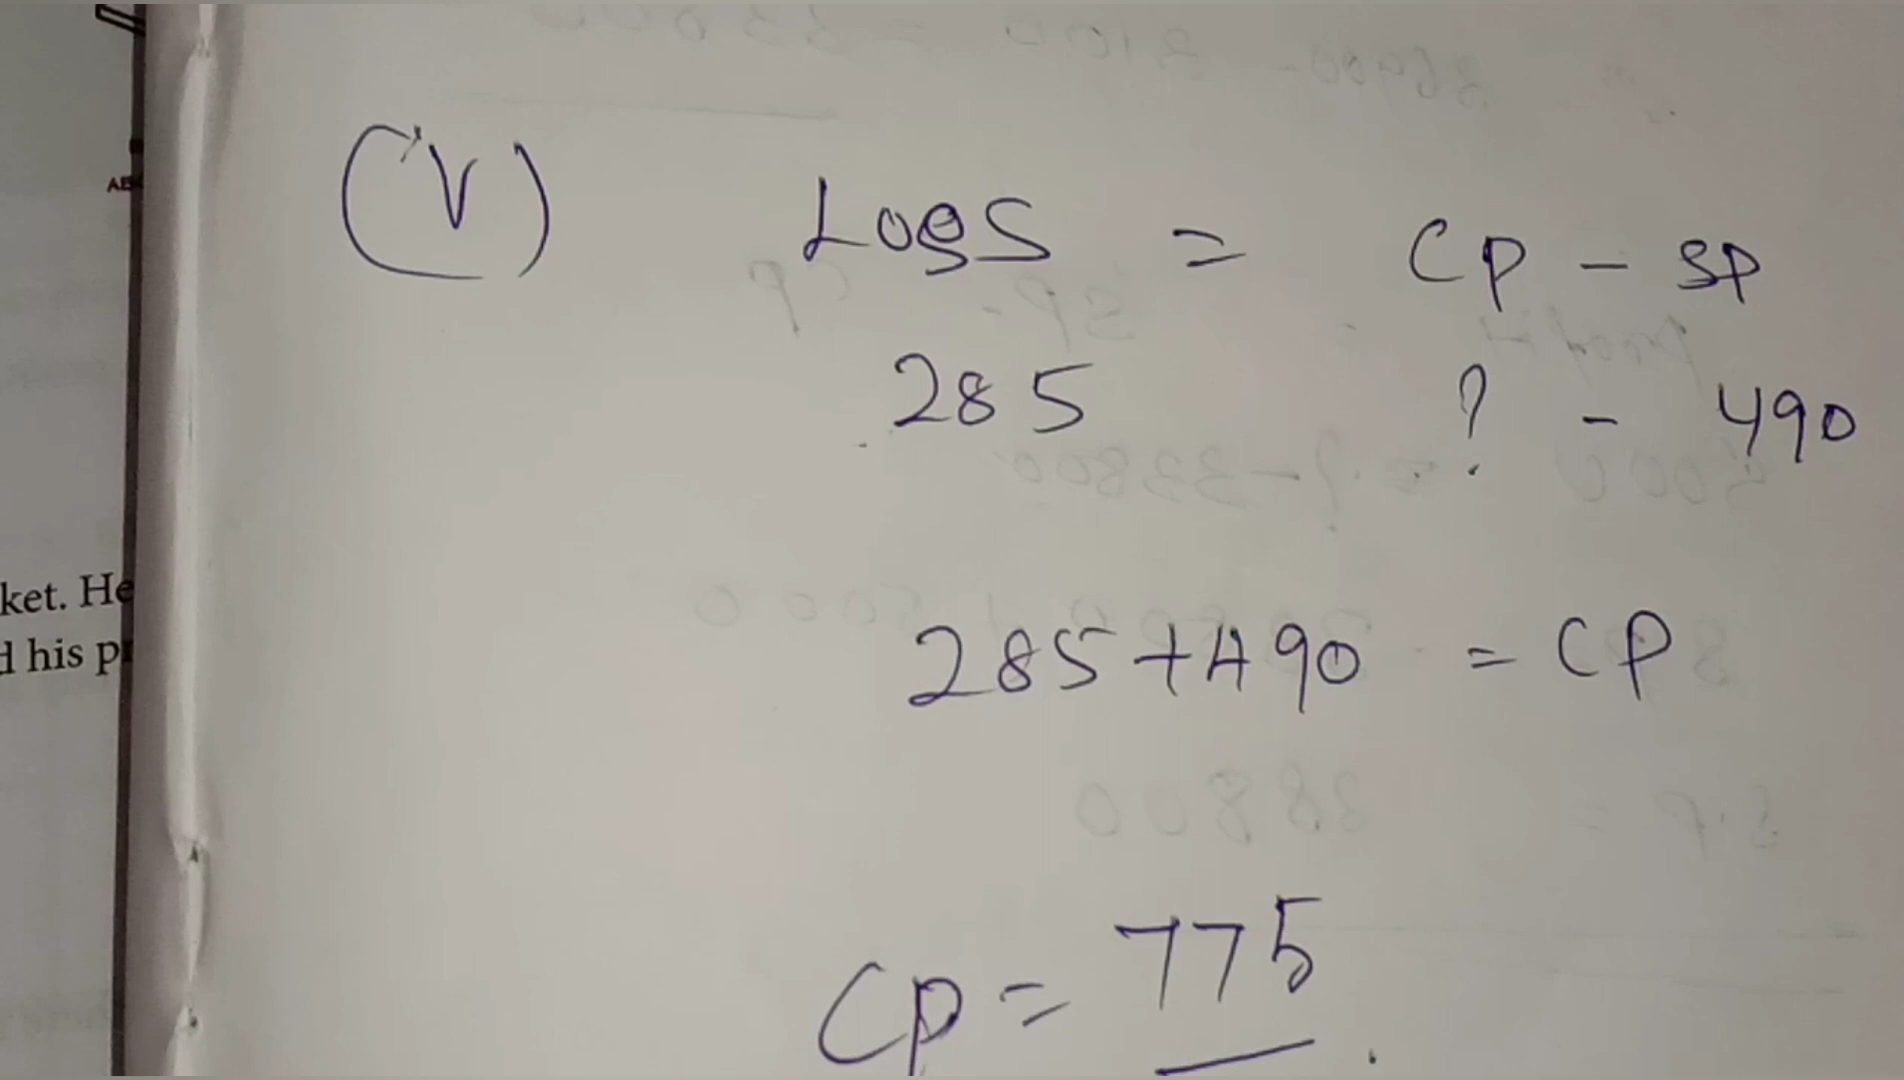 (V) Loss = CP - SP
285 ? - 490
285 + 490 = CP
CP = 775.
ket. He
d his p